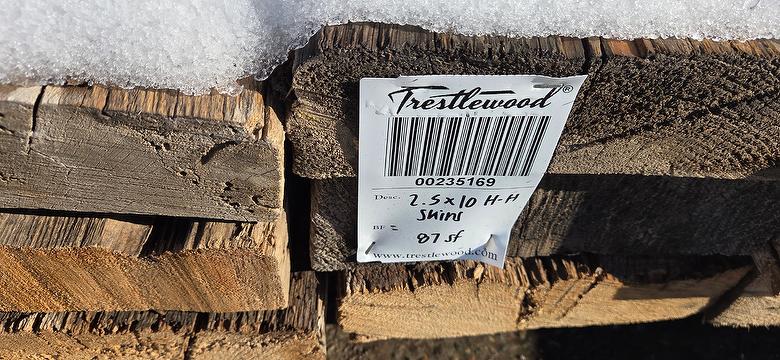 Trestlewood®
00235169
Desc. 2.5x10 H-H
Skins
BF = 87 sf
www.trestlewood.com